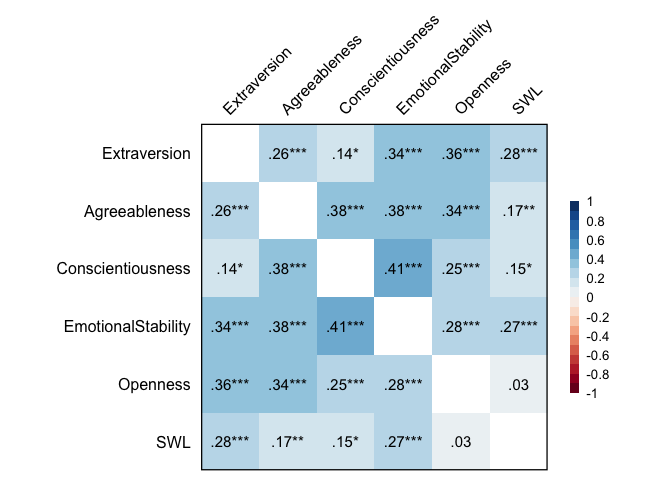 Extraversion
Agreeableness
Conscientiousness
EmotionalStability
Openness
SWL
Extraversion .26*** .14* .34*** .36*** .28***
Agreeableness .26*** .38*** .38*** .34*** .17**
Conscientiousness .14* .38*** .41*** .25*** .15*
EmotionalStability .34*** .38*** .41*** .28*** .27***
Openness .36*** .34*** .25*** .28*** .03
SWL .28*** .17** .15* .27*** .03
1
0.8
0.6
0.4
0.2
0
-0.2
-0.4
-0.6
-0.8
-1